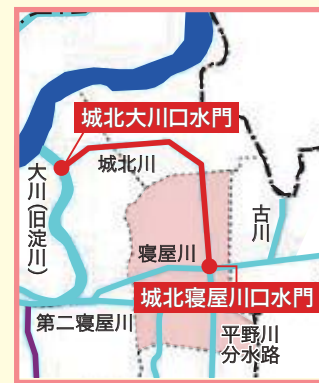 城北大川口水門
城北川
大川(旧淀川)
古川
寝屋川
城北寝屋川口水門
第二寝屋川
平野川
分水路